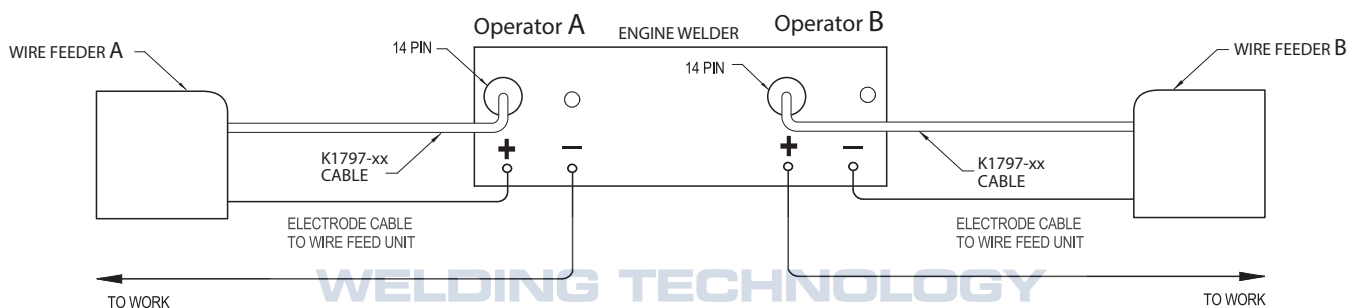 Operator A
Operator B
ENGINE WELDER
WIRE FEEDER A
14 PIN
14 PIN
WIRE FEEDER B
+
−
+
−
K1797-xx
CABLE
K1797-xx
CABLE
ELECTRODE CABLE
TO WIRE FEED UNIT
ELECTRODE CABLE
TO WIRE FEED UNIT
WELDING TECHNOLOGY
TO WORK
TO WORK